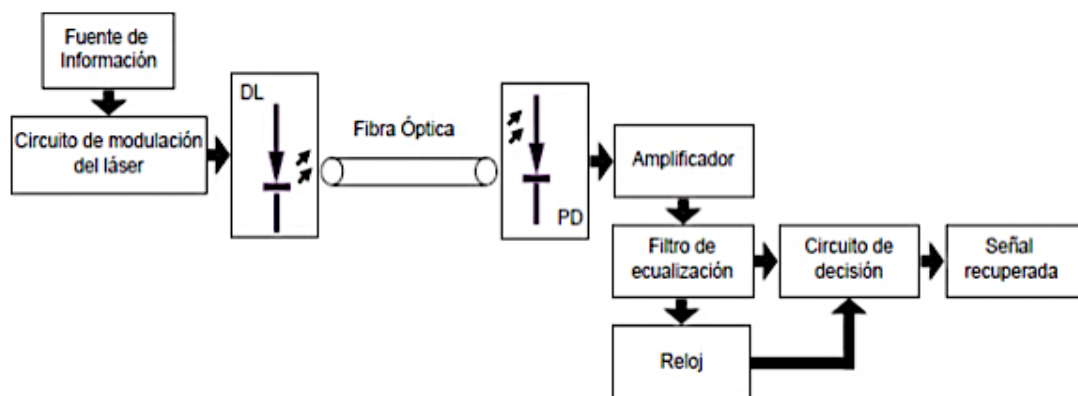 Fuente de
Información
Circuito de modulación
del láser
DL
Fibra Óptica
PD
Amplificador
Filtro de
ecualización
Circuito de
decisión
Señal
recuperada
Reloj